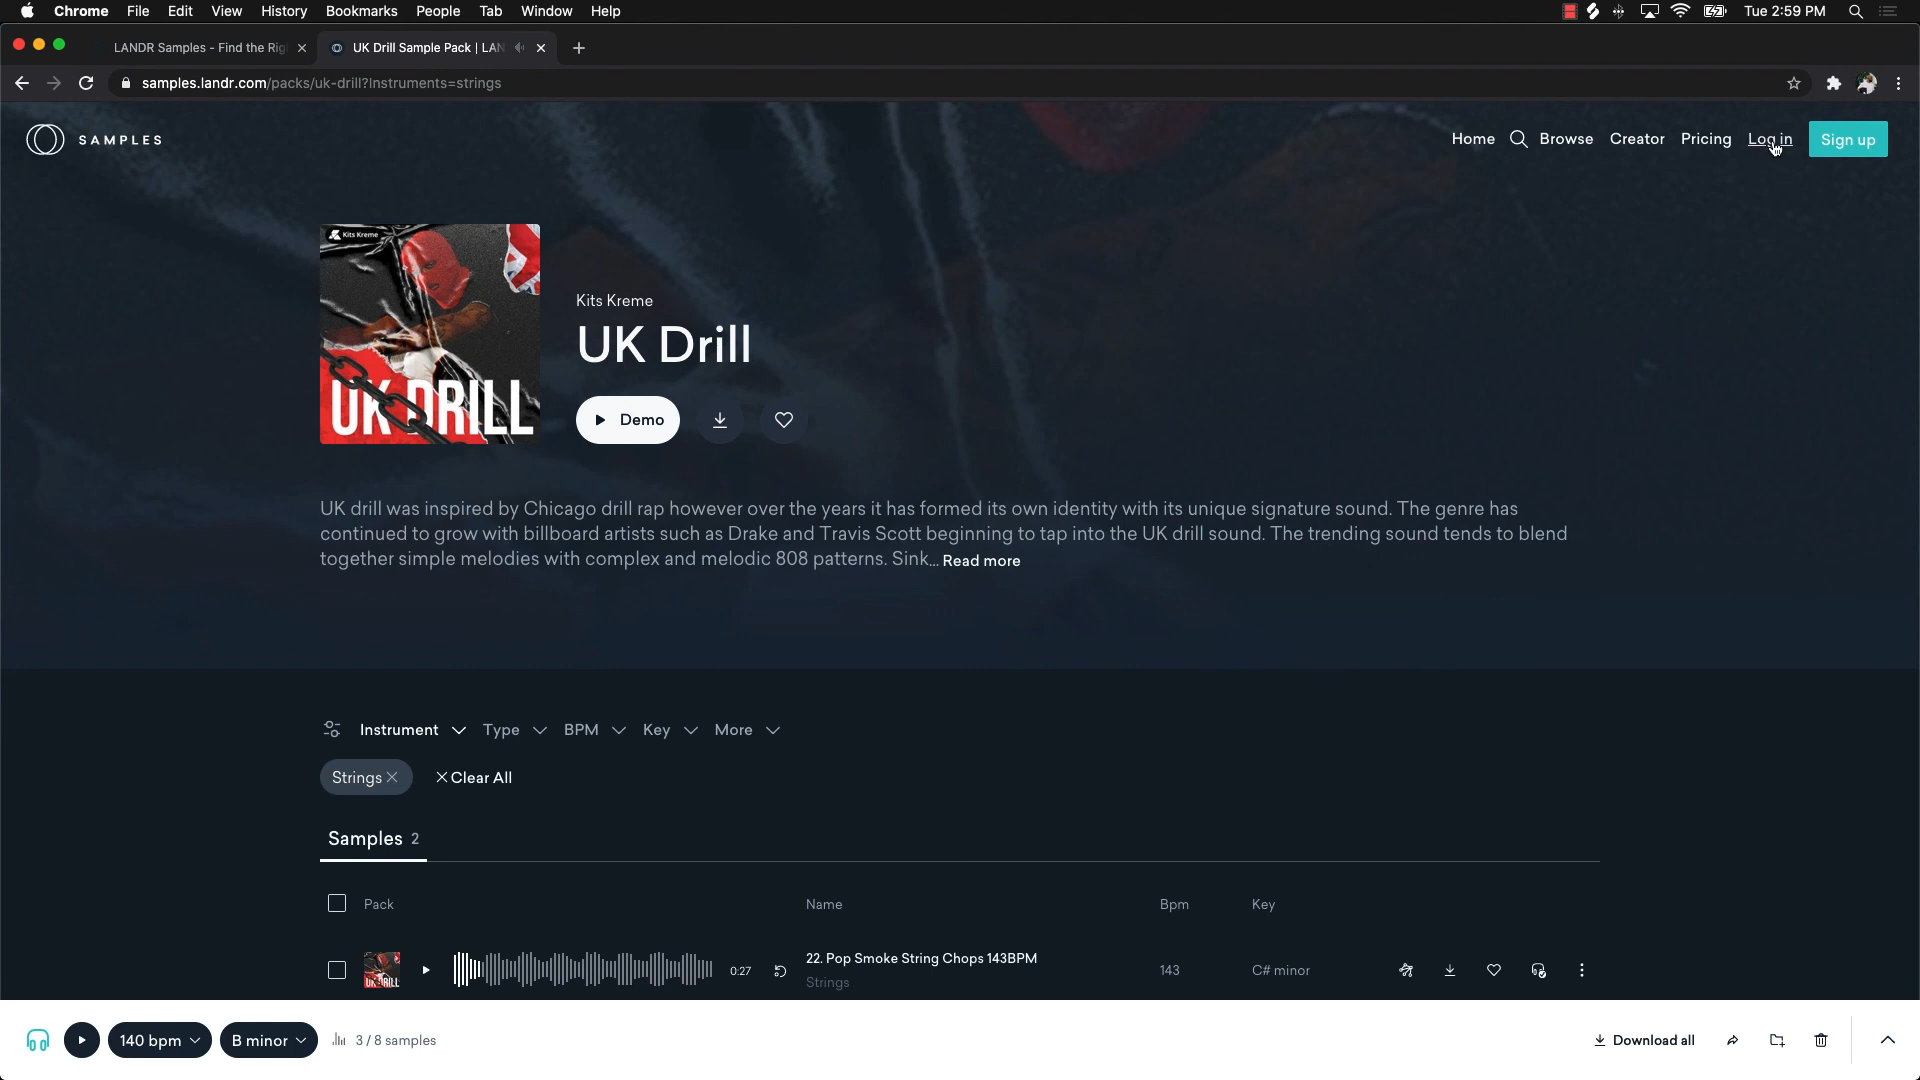 Chrome File Edit View History Bookmarks People Tab Window Help Tue 2:59 PM
LANDR Samples - Find the Rig UK Drill Sample Pack | LAN
samples.landr.com/packs/uk-drill?Instruments=strings
SAMPLES Home Browse Creator Pricing Log in Sign up
Kits Kreme
UK DRILL
Kits Kreme
UK Drill
Demo
UK drill was inspired by Chicago drill rap however over the years it has formed its own identity with its unique signature sound. The genre has
continued to grow with billboard artists such as Drake and Travis Scott beginning to tap into the UK drill sound. The trending sound tends to blend
together simple melodies with complex and melodic 808 patterns. Sink... Read more
Instrument Type BPM Key More
Strings Clear All
Samples 2
Pack Name Bpm Key
UK DRILL 0:27 22. Pop Smoke String Chops 143BPM 143 C# minor
Strings
140 bpm B minor 3 / 8 samples Download all